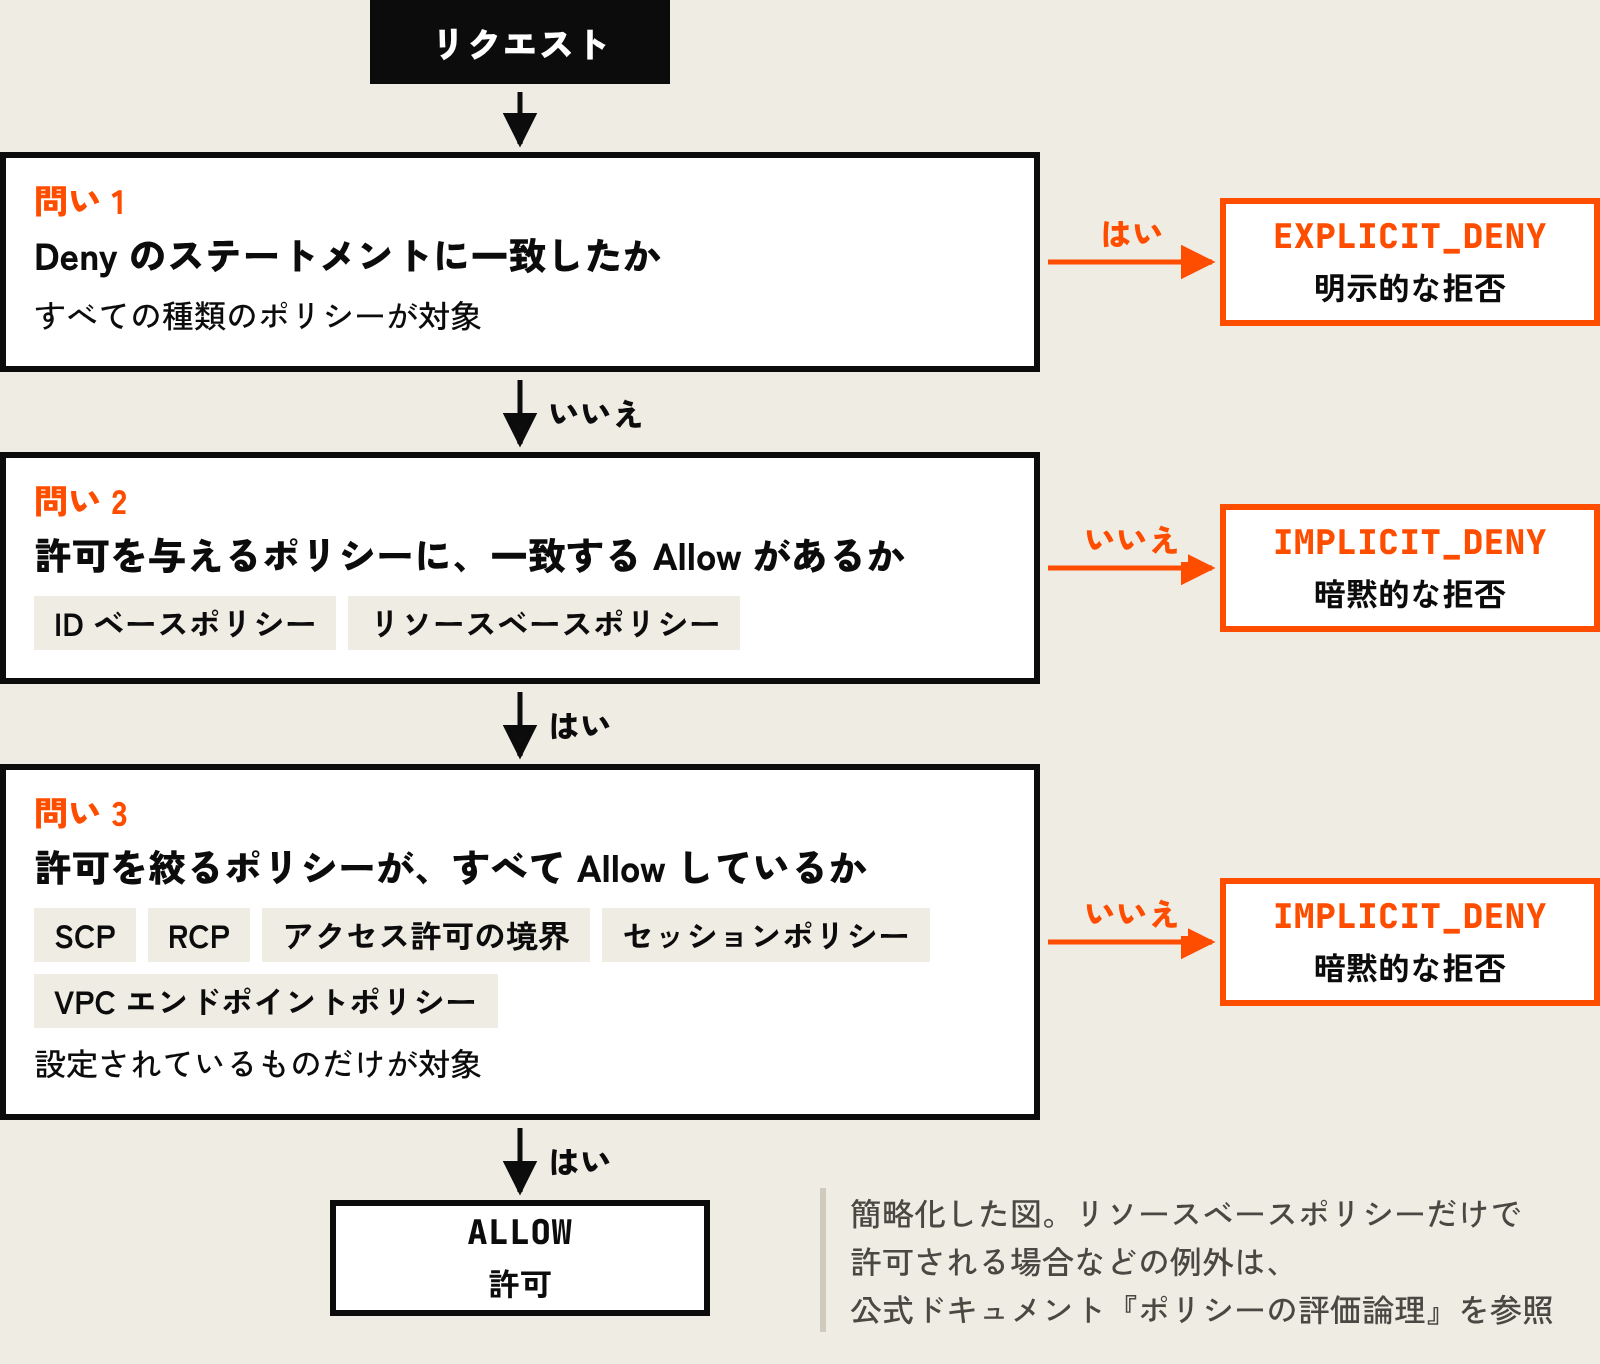 リクエスト
問い 1
Deny のステートメントに一致したか
すべての種類のポリシーが対象
はい
EXPLICIT_DENY
明示的な拒否
いいえ
問い 2
許可を与えるポリシーに、一致する Allow があるか
ID ベースポリシー
リソースベースポリシー
いいえ
IMPLICIT_DENY
暗黙的な拒否
はい
問い 3
許可を絞るポリシーが、すべて Allow しているか
SCP
RCP
アクセス許可の境界
セッションポリシー
VPC エンドポイントポリシー
設定されているものだけが対象
いいえ
IMPLICIT_DENY
暗黙的な拒否
はい
ALLOW
許可
簡略化した図。リソースベースポリシーだけで
許可される場合などの例外は、
公式ドキュメント『ポリシーの評価論理』を参照